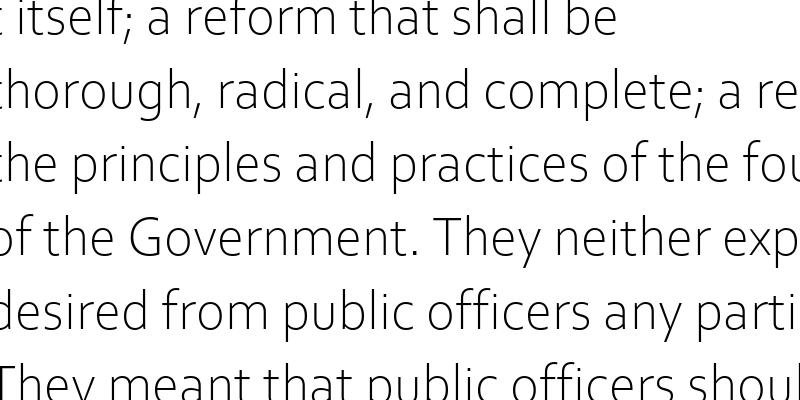 itself; a reform that shall be
thorough, radical, and complete; a re
the principles and practices of the fou
of the Government. They neither exp
desired from public officers any parti
They meant that public officers shoul